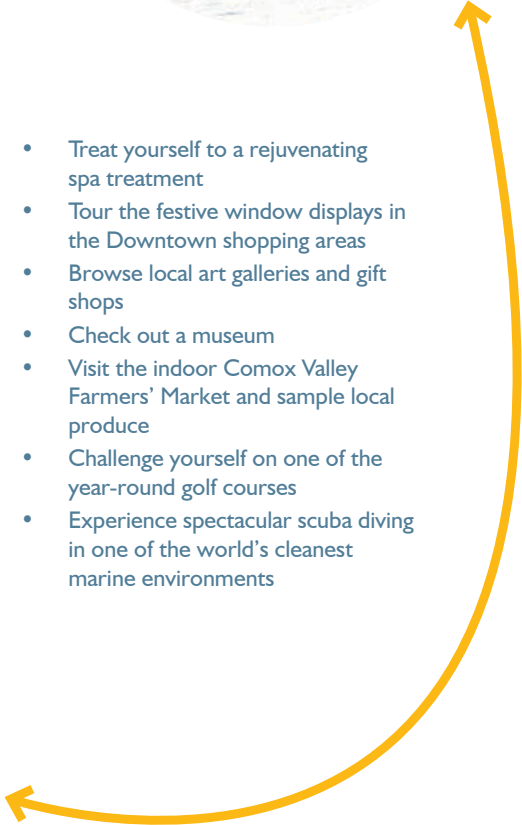 • Treat yourself to a rejuvenating
spa treatment
• Tour the festive window displays in
the Downtown shopping areas
• Browse local art galleries and gift
shops
• Check out a museum
• Visit the indoor Comox Valley
Farmers’ Market and sample local
produce
• Challenge yourself on one of the
year-round golf courses
• Experience spectacular scuba diving
in one of the world’s cleanest
marine environments